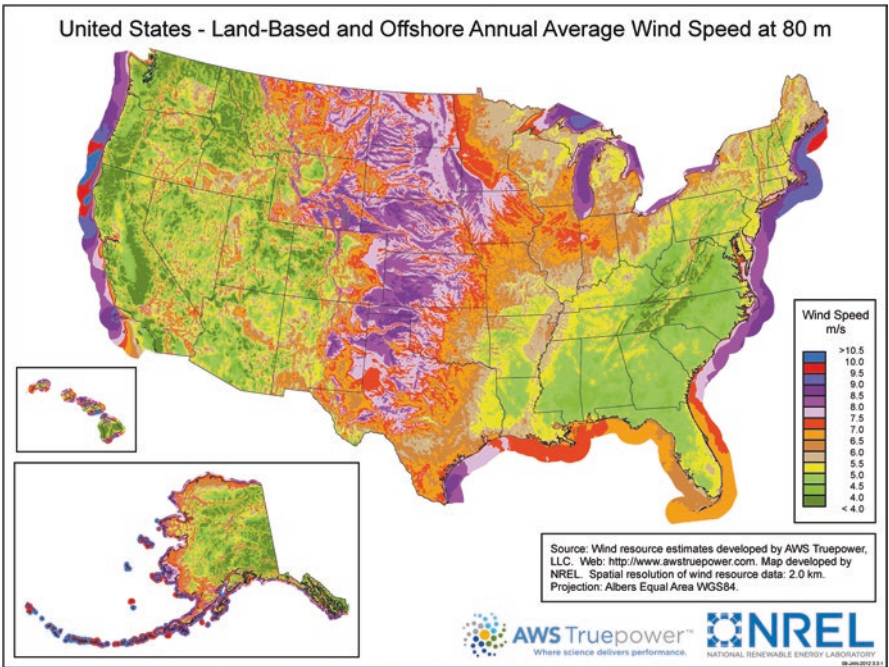 United States - Land-Based and Offshore Annual Average Wind Speed at 80 m
Wind Speed
m/s
>10.5
10.0
9.5
9.0
8.5
8.0
7.5
7.0
6.5
6.0
5.5
5.0
4.5
4.0
< 4.0
Source: Wind resource estimates developed by AWS Truepower,
LLC. Web: http://www.awstruepower.com. Map developed by
NREL. Spatial resolution of wind resource data: 2.0 km.
Projection: Albers Equal Area WGS84.
AWS Truepower™
Where science delivers performance.
NREL
NATIONAL RENEWABLE ENERGY LABORATORY